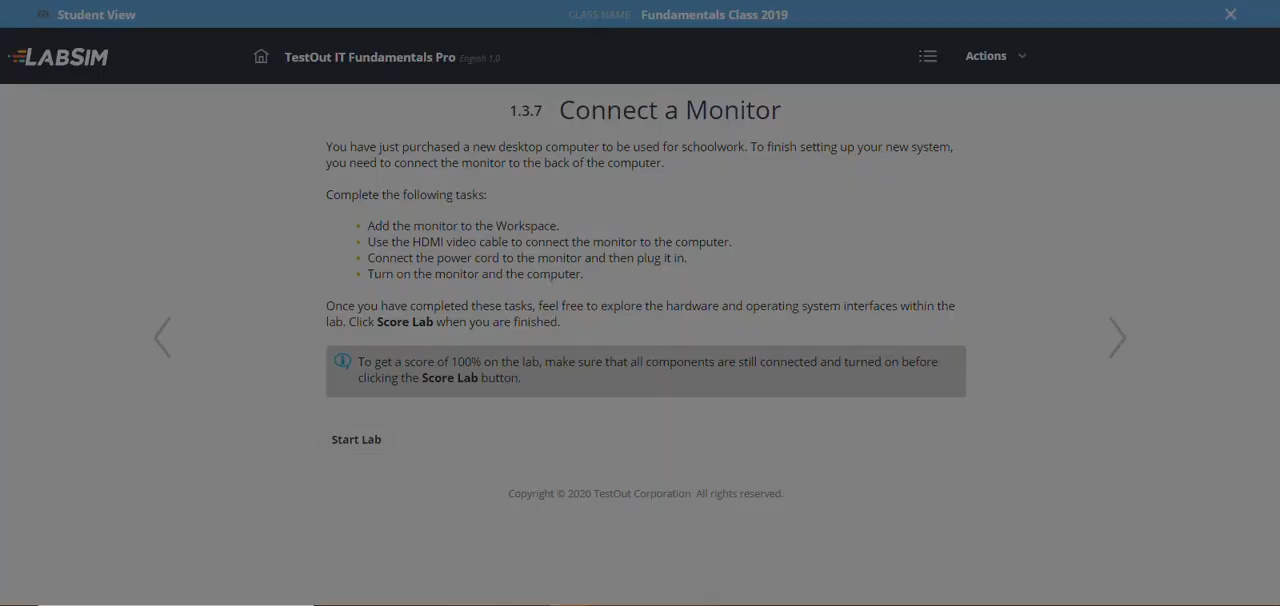 Student View
CLASS NAME Fundamentals Class 2019
LABSIM
TestOut IT Fundamentals Pro English 1.0
Actions
1.3.7 Connect a Monitor
You have just purchased a new desktop computer to be used for schoolwork. To finish setting up your new system,
you need to connect the monitor to the back of the computer.
Complete the following tasks:
• Add the monitor to the Workspace.
• Use the HDMI video cable to connect the monitor to the computer.
• Connect the power cord to the monitor and then plug it in.
• Turn on the monitor and the computer.
Once you have completed these tasks, feel free to explore the hardware and operating system interfaces within the
lab. Click Score Lab when you are finished.
To get a score of 100% on the lab, make sure that all components are still connected and turned on before
clicking the Score Lab button.
Start Lab
Copyright © 2020 TestOut Corporation All rights reserved.